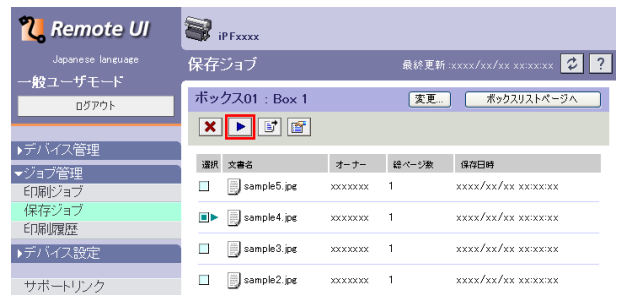 Remote UI
iPFxxxx
Japanese language
一般ユーザモード
ログアウト
▶デバイス管理
▼ジョブ管理
印刷ジョブ
保存ジョブ
印刷履歴
▶デバイス設定
サポートリンク
保存ジョブ
最終更新:xxxx/xx/xx xx:xx:xx
?
ボックス01 : Box 1
変更...
ボックスリストページへ
選択 文書名 オーナー 総ページ数 保存日時
sample5.jpg xxxxxxx 1 xxxx/xx/xx xx:xx:xx
sample4.jpg xxxxxxx 1 xxxx/xx/xx xx:xx:xx
sample3.jpg xxxxxxx 1 xxxx/xx/xx xx:xx:xx
sample2.jpg xxxxxxx 1 xxxx/xx/xx xx:xx:xx